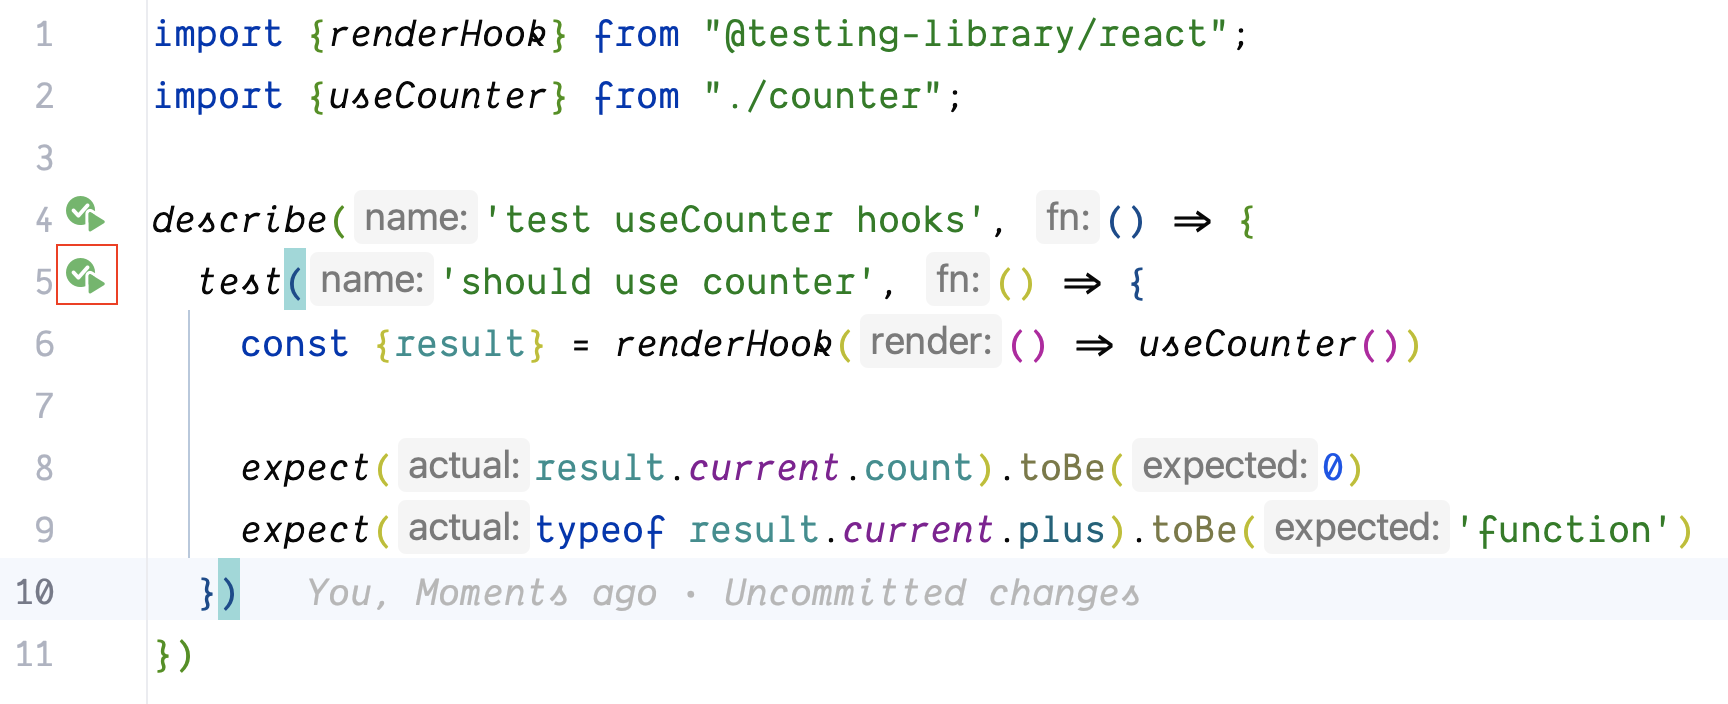 1 import {renderHook} from "@testing-library/react";
2 import {useCounter} from "./counter";
3
4 describe( name: 'test useCounter hooks', fn: () => {
5 test( name: 'should use counter', fn: () => {
6 const {result} = renderHook( render: () => useCounter())
7
8 expect( actual: result.current.count).toBe( expected: 0)
9 expect( actual: typeof result.current.plus).toBe( expected: 'function')
10 }) You, Moments ago · Uncommitted changes
11 })